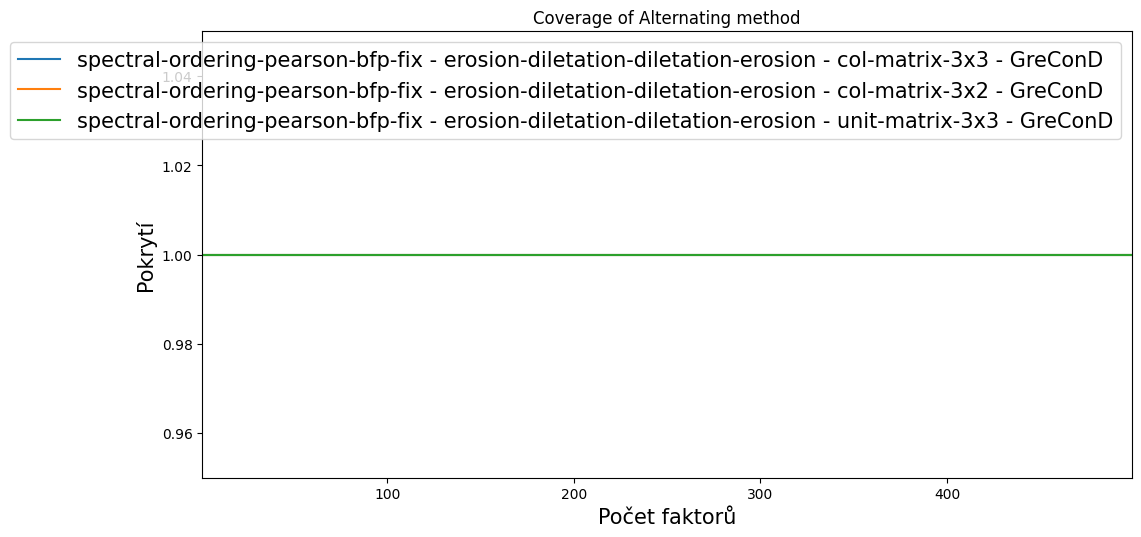 Coverage of Alternating method
spectral-ordering-pearson-bfp-fix - erosion-diletation-diletation-erosion - col-matrix-3x3 - GreConD
spectral-ordering-pearson-bfp-fix - erosion-diletation-diletation-erosion - col-matrix-3x2 - GreConD
spectral-ordering-pearson-bfp-fix - erosion-diletation-diletation-erosion - unit-matrix-3x3 - GreConD
1.04
1.02
1.00
0.98
0.96
Pokrytí
100 200 300 400
Počet faktorů